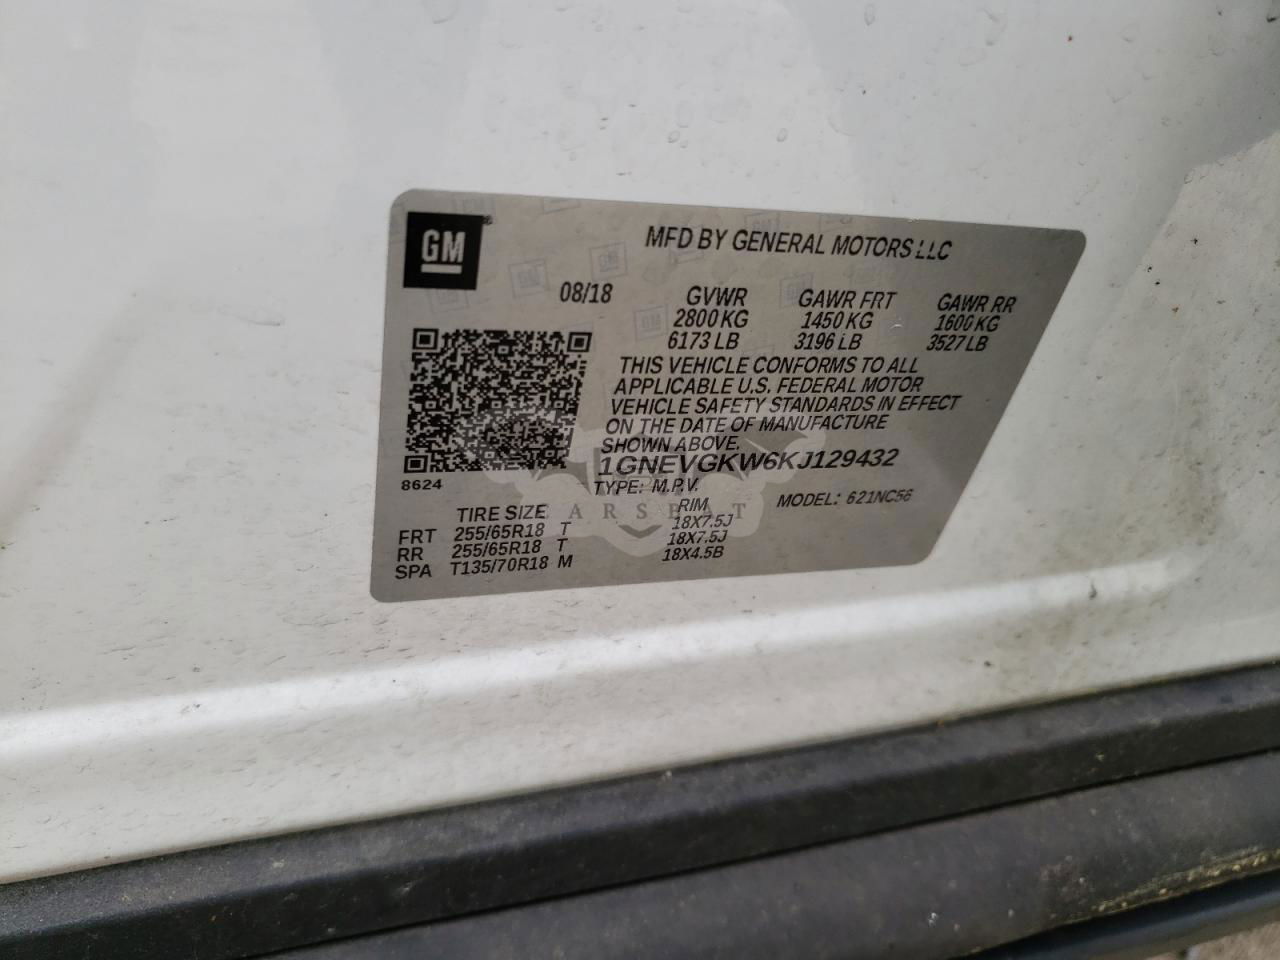 GM
MFD BY GENERAL MOTORS LLC
08/18 GVWR GAWR FRT GAWR RR
2800 KG 1450 KG 1600 KG
6173 LB 3196 LB 3527 LB
THIS VEHICLE CONFORMS TO ALL
APPLICABLE U.S. FEDERAL MOTOR
VEHICLE SAFETY STANDARDS IN EFFECT
ON THE DATE OF MANUFACTURE
SHOWN ABOVE.
1GNEVGKW6KJ129432
8624
TYPE: M.P.V. MODEL: 621NC56
TIRE SIZE RIM
FRT 255/65R18 T 18X7.5J
RR 255/65R18 T 18X7.5J
SPA T135/70R18 M 18X4.5B
CARSBAT